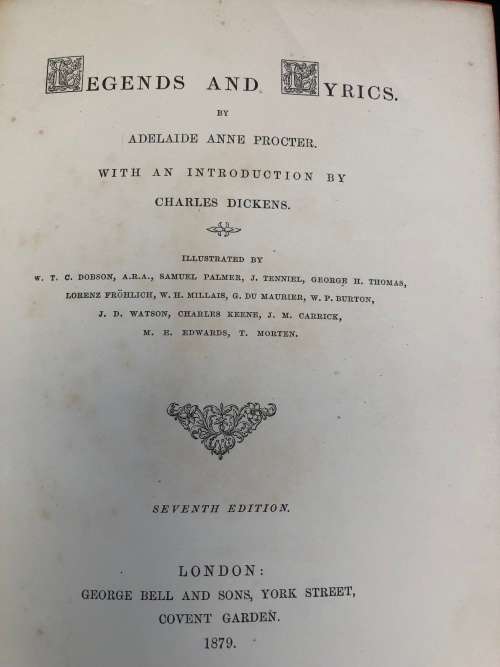 LEGENDS AND LYRICS.
BY
ADELAIDE ANNE PROCTER.
WITH AN INTRODUCTION BY
CHARLES DICKENS.
ILLUSTRATED BY
W. T. C. DOBSON, A.R.A., SAMUEL PALMER, J. TENNIEL, GEORGE H. THOMAS,
LORENZ FRÖHLICH, W. H. MILLAIS, G. DU MAURIER, W. P. BURTON,
J. D. WATSON, CHARLES KEENE, J. M. CARRICK,
M. E. EDWARDS, T. MORTEN.
SEVENTH EDITION.
LONDON:
GEORGE BELL AND SONS, YORK STREET,
COVENT GARDEN.
1879.